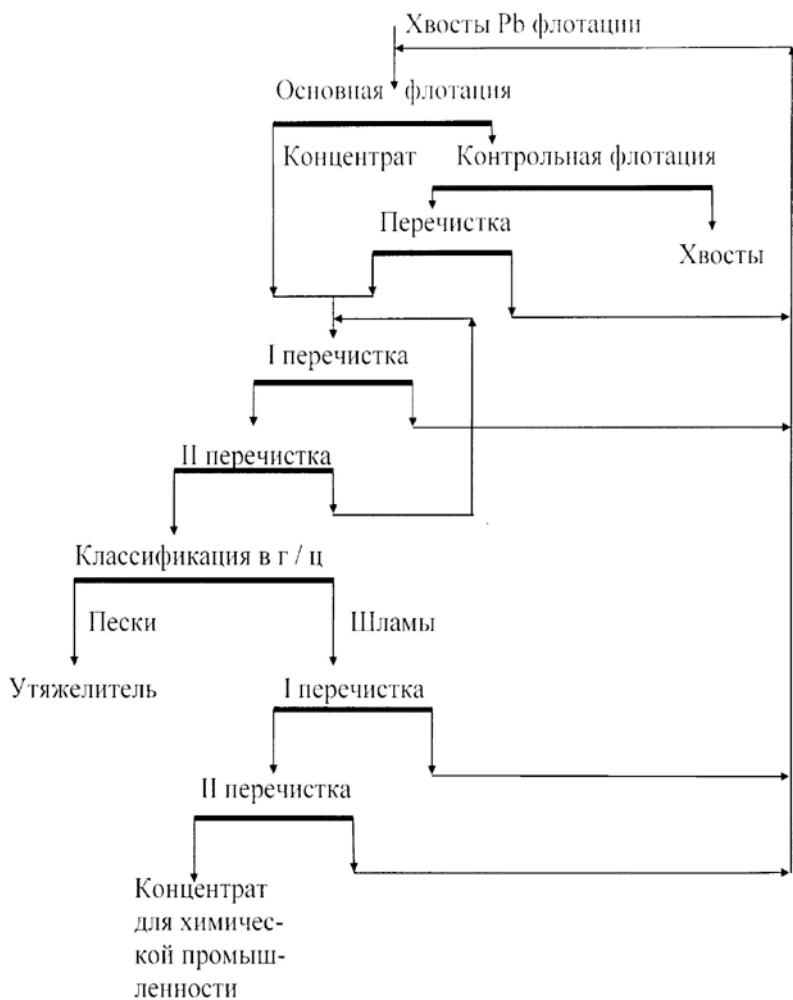 Хвосты Pb флотации
Основная флотация
Концентрат
Контрольная флотация
Перечистка
Хвосты
I перечистка
II перечистка
Классификация в г / ц
Пески
Шламы
Утяжелитель
I перечистка
II перечистка
Концентрат
для химичес-
кой промыш-
ленности